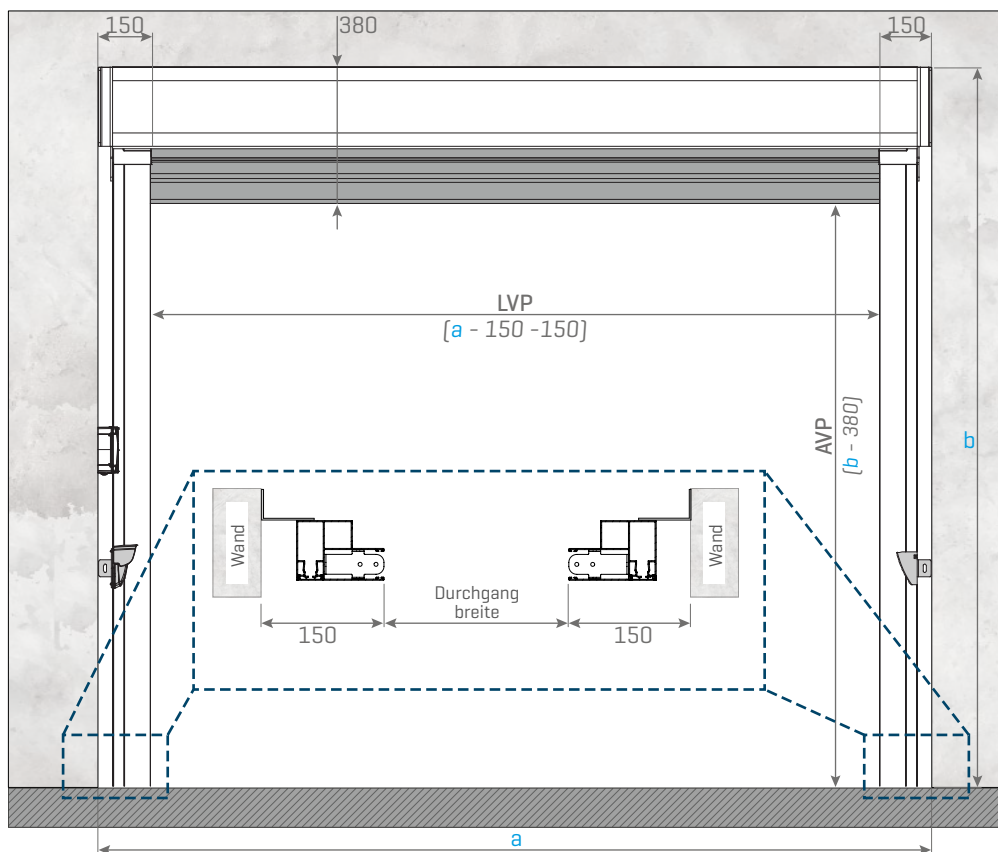 150
380
150
LVP
[a - 150 -150]
AVP
[b - 380]
b
Wand
Wand
Durchgang
breite
150
150
a